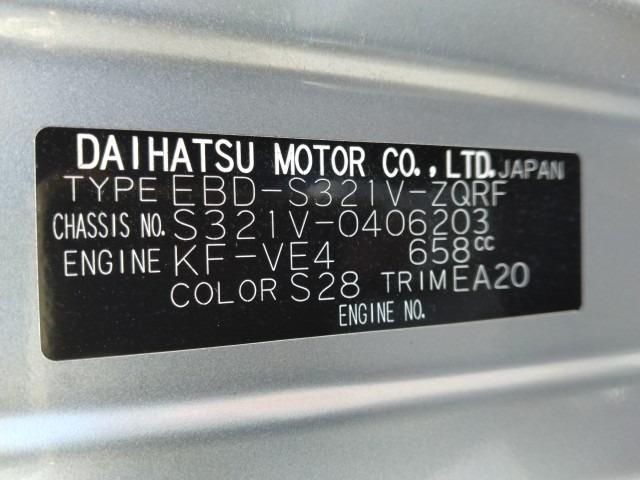 DAIHATSU MOTOR CO., LTD. JAPAN
TYPE EBD-S321V-ZQRF
CHASSIS NO. S321V-0406203
ENGINE KF-VE4 658cc
COLOR S28 TRIM EA20
ENGINE NO.